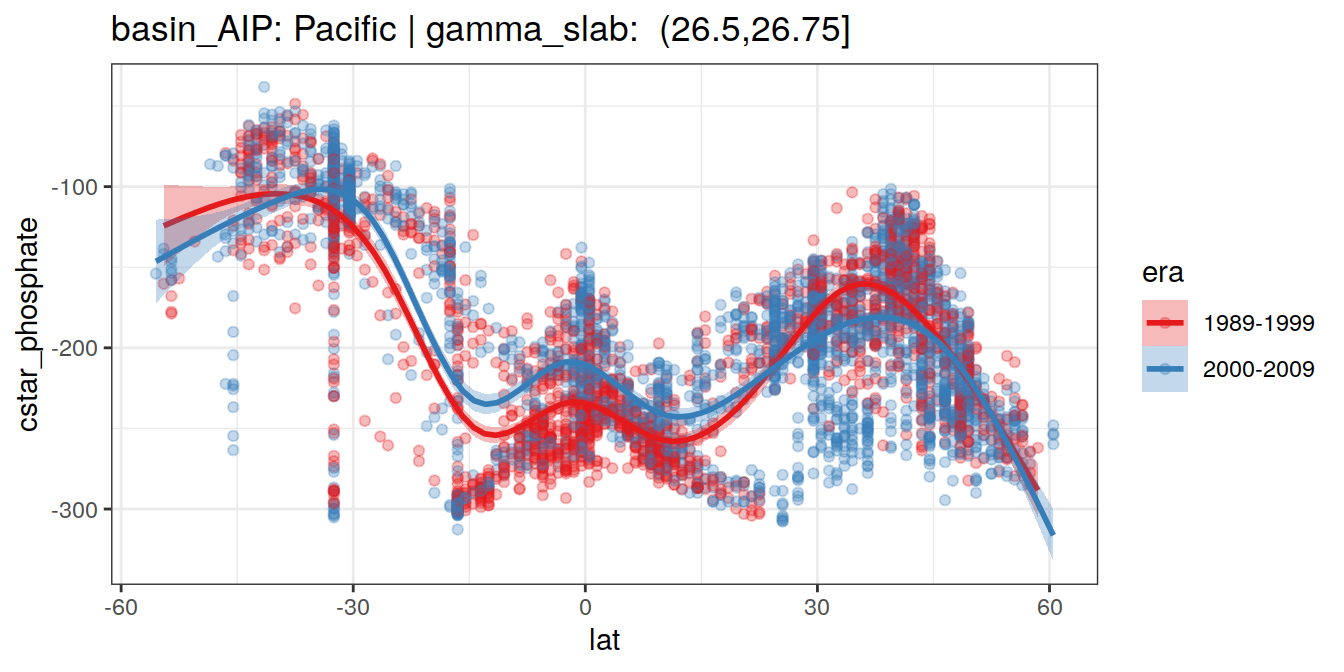 basin_AIP: Pacific | gamma_slab:  (26.5,26.75]
cstar_phosphate
-100
-200
-300
-60
-30
0
30
60
lat
era
1989-1999
2000-2009